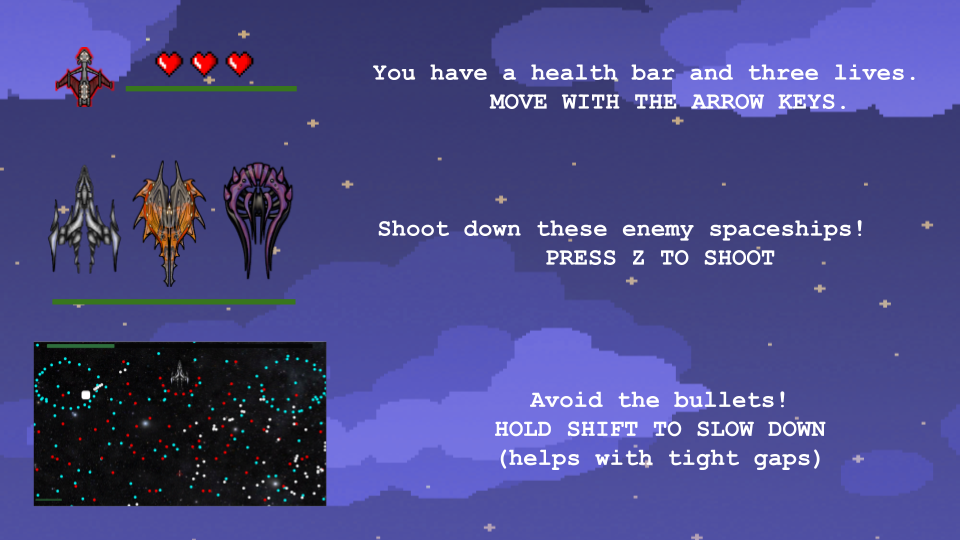 You have a health bar and three lives.
MOVE WITH THE ARROW KEYS.
Shoot down these enemy spaceships!
PRESS Z TO SHOOT
Avoid the bullets!
HOLD SHIFT TO SLOW DOWN
(helps with tight gaps)